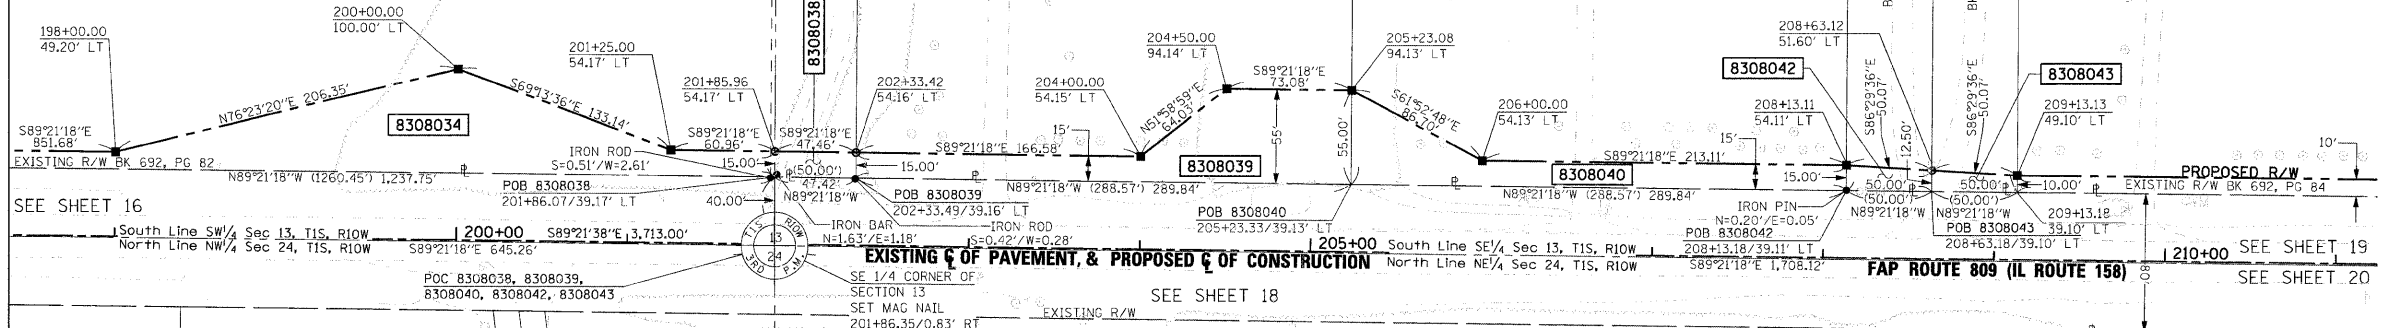 198+00.00
49.20' LT
200+00.00
100.00' LT
201+25.00
54.17' LT
201+85.96
54.17' LT
8308038
202+33.42
54.16' LT
204+00.00
54.15' LT
204+50.00
94.14' LT
205+23.08
94.13' LT
206+00.00
54.13' LT
8308042
208+63.12
51.60' LT
208+13.11
54.11' LT
8308043
209+13.13
49.10' LT
N76°23'20"E 206.35'
S69°13'36"E 133.14'
N51°58'59"E
64.03'
S89°21'18"E
73.08'
S61°52'48"E
86.70'
S86°29'36"E
50.07'
S86°29'36"E
50.07'
12.50'
8308034
8308039
8308040
55'
55.00'
15'
15'
10'
S89°21'18"E
851.68'
S89°21'18"E
60.96'
S89°21'18"E
47.46'
S89°21'18"E 166.58'
S89°21'18"E 213.11'
IRON ROD
S=0.51'/W=2.61'
15.00'
(50.00')
47.42'
N89°21'18"W
15.00'
EXISTING R/W BK 692, PG 82
N89°21'18"W (1260.45') 1,237.75'
N89°21'18"W (288.57') 289.84'
N89°21'18"W (288.57') 289.84'
15.00'
50.00'
(50.00')
N89°21'18"W
50.00'
(50.00')
N89°21'18"W
10.00'
PROPOSED R/W
EXISTING R/W BK 692, PG 84
POB 8308038
201+86.07/39.17' LT
POB 8308039
202+33.49/39.16' LT
POB 8308040
205+23.33/39.13' LT
IRON PIN
N=0.20'/E=0.05'
POB 8308042
208+13.18/39.11' LT
POB 8308043
208+63.18/39.10' LT
209+13.18
39.10' LT
SEE SHEET 16
40.00'
IRON BAR
N=1.63'/E=1.18'
IRON ROD
S=0.42'/W=0.28'
South Line SW¼ Sec 13, T1S, R10W
North Line NW¼ Sec 24, T1S, R10W
200+00
S89°21'38"E 3,713.00'
S89°21'18"E 645.26'
T1S R10W
13
24
3RD P.M.
205+00
South Line SE¼ Sec 13, T1S, R10W
North Line NE¼ Sec 24, T1S, R10W
S89°21'18"E 1,708.12'
EXISTING ℄ OF PAVEMENT, & PROPOSED ℄ OF CONSTRUCTION
FAP ROUTE 809 (IL ROUTE 158)
210+00
SEE SHEET 19
SEE SHEET 20
POC 8308038, 8308039,
8308040, 8308042, 8308043
SE 1/4 CORNER OF
SECTION 13
SET MAG NAIL
201+86.35/0.83' RT
SEE SHEET 18
EXISTING R/W